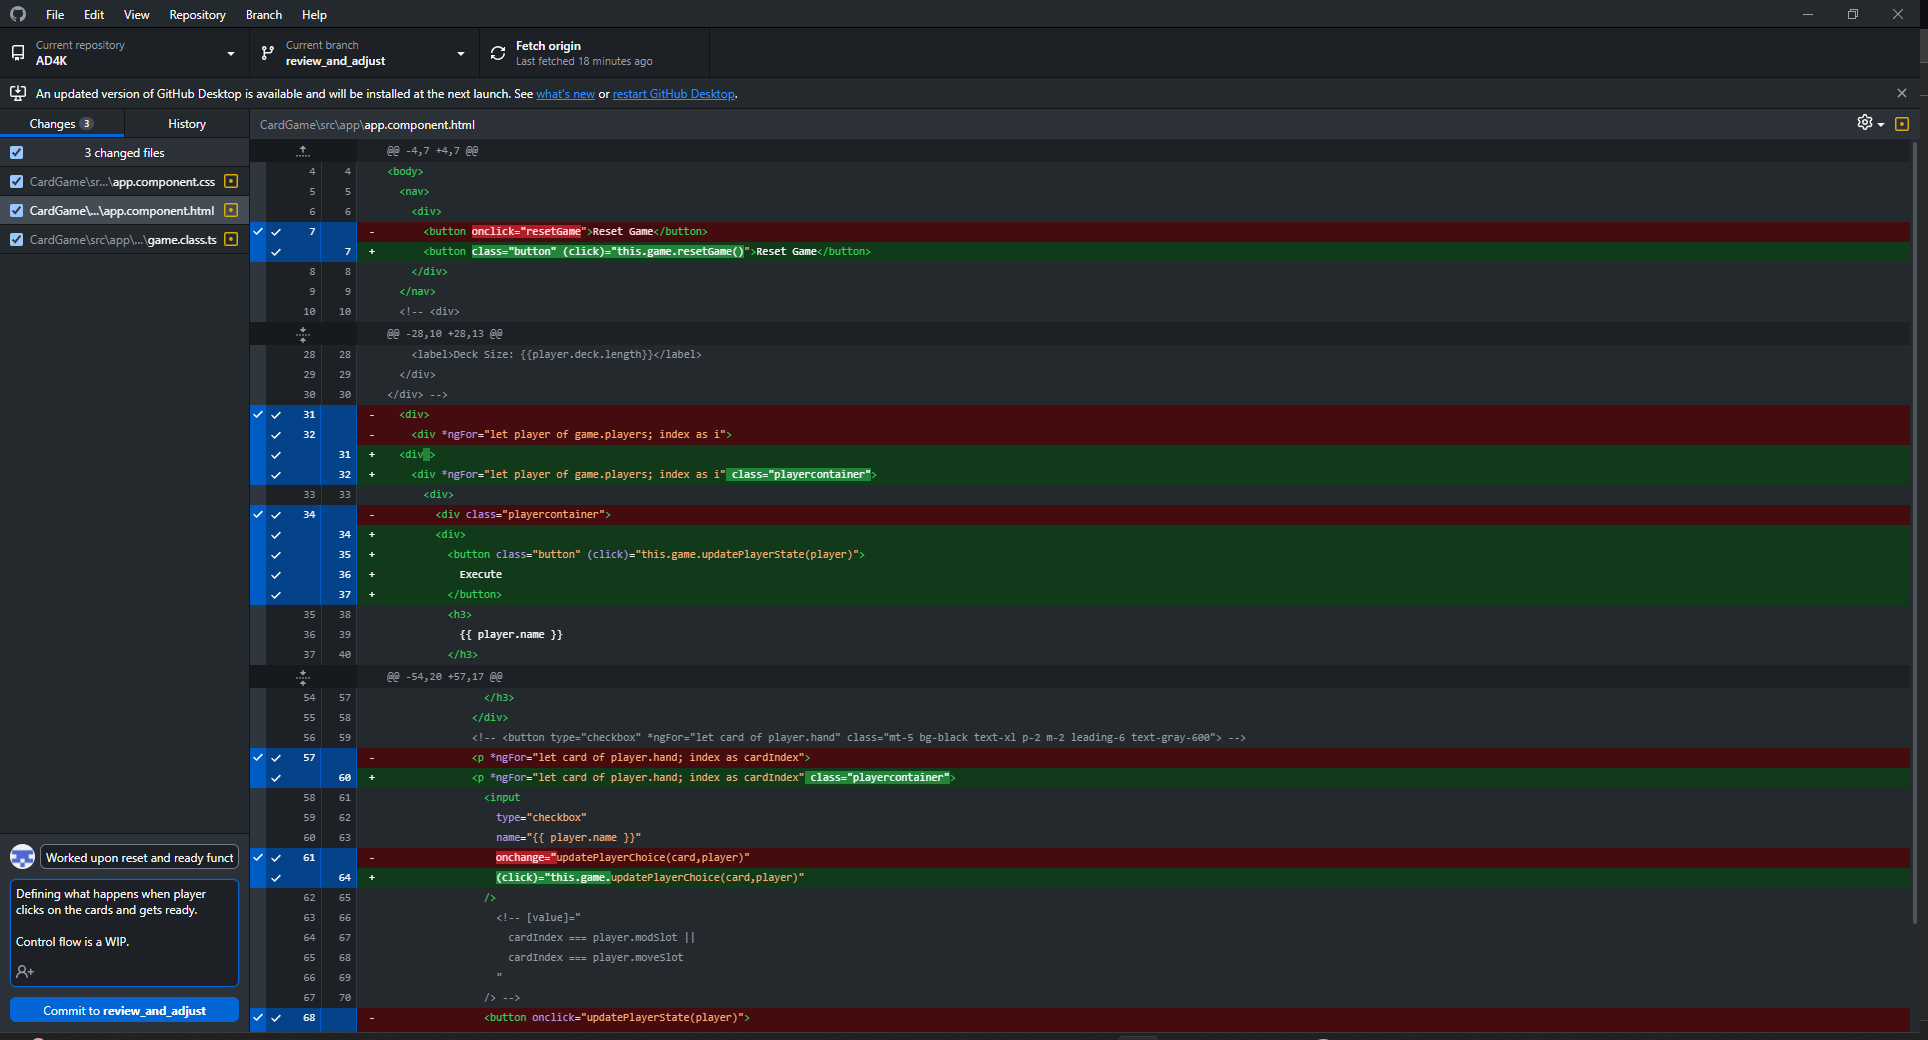 File Edit View Repository Branch Help
Current repository
AD4K
Current branch
review_and_adjust
Fetch origin
Last fetched 18 minutes ago
An updated version of GitHub Desktop is available and will be installed at the next launch. See what's new or restart GitHub Desktop.
Changes 3 History
3 changed files
CardGame\sr...\app.component.css
CardGame\...\app.component.html
CardGame\src\app\...\game.class.ts
Worked upon reset and ready funct
Defining what happens when player
clicks on the cards and gets ready.
Control flow is a WIP.
Commit to review_and_adjust
CardGame\src\app\app.component.html
@@ -4,7 +4,7 @@
4 4 <body>
5 5 <nav>
6 6 <div>
7 - <button onclick="resetGame">Reset Game</button>
7 + <button class="button" (click)="this.game.resetGame()">Reset Game</button>
8 8 </div>
9 9 </nav>
10 10 <!-- <div>
@@ -28,10 +28,13 @@
28 28 <label>Deck Size: {{player.deck.length}}</label>
29 29 </div>
30 30 </div> -->
31 - <div>
32 - <div *ngFor="let player of game.players; index as i">
31 + <div >
32 + <div *ngFor="let player of game.players; index as i" class="playercontainer">
33 33 <div>
34 - <div class="playercontainer">
34 + <div>
35 + <button class="button" (click)="this.game.updatePlayerState(player)">
36 + Execute
37 + </button>
35 38 <h3>
36 39 {{ player.name }}
37 40 </h3>
@@ -54,20 +57,17 @@
54 57 </h3>
55 58 </div>
56 59 <!-- <button type="checkbox" *ngFor="let card of player.hand" class="mt-5 bg-black text-xl p-2 m-2 leading-6 text-gray-600"> -->
57 - <p *ngFor="let card of player.hand; index as cardIndex">
60 + <p *ngFor="let card of player.hand; index as cardIndex" class="playercontainer">
58 61 <input
59 62 type="checkbox"
60 63 name="{{ player.name }}"
61 - onchange="updatePlayerChoice(card,player)"
64 + (click)="this.game.updatePlayerChoice(card,player)"
62 65 />
63 66 <!-- [value]="
64 67 cardIndex === player.modSlot ||
65 68 cardIndex === player.moveSlot
66 69 "
67 70 /> -->
68 - <button onclick="updatePlayerState(player)">